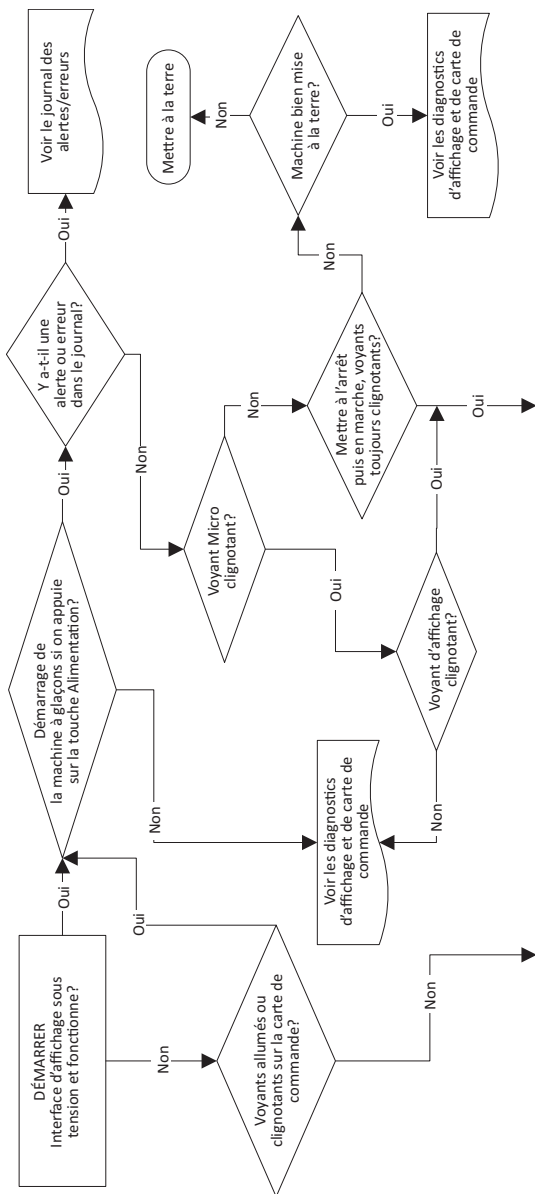 DÉMARRER
Interface d'affichage sous
tension et fonctionne?
Oui
Non
Démarrage de
la machine à glaçons si on appuie
sur la touche Alimentation?
Oui
Non
Y a-t-il une
alerte ou erreur
dans le journal?
Oui
Non
Voir le journal des
alertes/erreurs
Voyants allumés ou
clignotants sur la carte de
commande?
Oui
Non
Voir les diagnostics
d'affichage et de carte de
commande
Voyant Micro
clignotant?
Non
Oui
Voyant d'affichage
clignotant?
Non
Oui
Mettre à l'arrêt
puis en marche, voyants
toujours clignotants?
Non
Oui
Machine bien mise
à la terre?
Non
Oui
Mettre à la terre
Voir les diagnostics
d'affichage et de carte de
commande